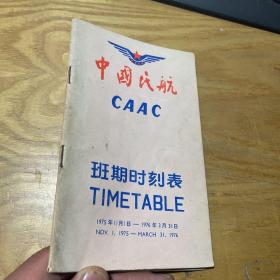 中國民航
CAAC
班期时刻表
TIMETABLE
1975年11月1日 — 1976年3月31日
NOV. 1, 1975 — MARCH 31, 1976